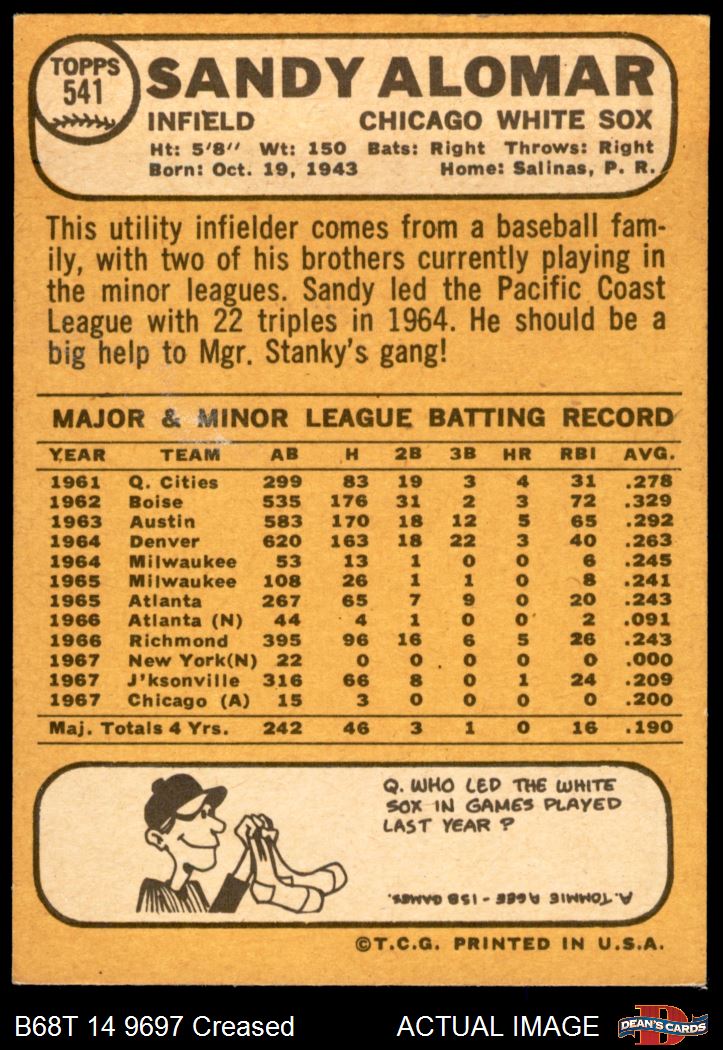 TOPPS
541
SANDY ALOMAR
INFIELD CHICAGO WHITE SOX
Ht: 5'8" Wt: 150 Bats: Right Throws: Right
Born: Oct. 19, 1943 Home: Salinas, P. R.
This utility infielder comes from a baseball fam-
ily, with two of his brothers currently playing in
the minor leagues. Sandy led the Pacific Coast
League with 22 triples in 1964. He should be a
big help to Mgr. Stanky's gang!
MAJOR & MINOR LEAGUE BATTING RECORD
YEAR TEAM AB H 2B 3B HR RBI AVG.
1961 Q. Cities 299 83 19 3 4 31 .278
1962 Boise 535 176 31 2 3 72 .329
1963 Austin 583 170 18 12 5 65 .292
1964 Denver 620 163 18 22 3 40 .263
1964 Milwaukee 53 13 1 0 0 6 .245
1965 Milwaukee 108 26 1 1 0 8 .241
1965 Atlanta 267 65 7 9 0 20 .243
1966 Atlanta (N) 44 4 1 0 0 2 .091
1966 Richmond 395 96 16 6 5 26 .243
1967 New York(N) 22 0 0 0 0 0 .000
1967 J'ksonville 316 66 8 0 1 24 .209
1967 Chicago (A) 15 3 0 0 0 0 .200
Maj. Totals 4 Yrs. 242 46 3 1 0 16 .190
Q. WHO LED THE WHITE
SOX IN GAMES PLAYED
LAST YEAR?
A. TOMMIE AGEE - 158 GAMES.
©T.C.G. PRINTED IN U.S.A.
B68T 14 9697 Creased ACTUAL IMAGE
D
DEAN'S CARDS